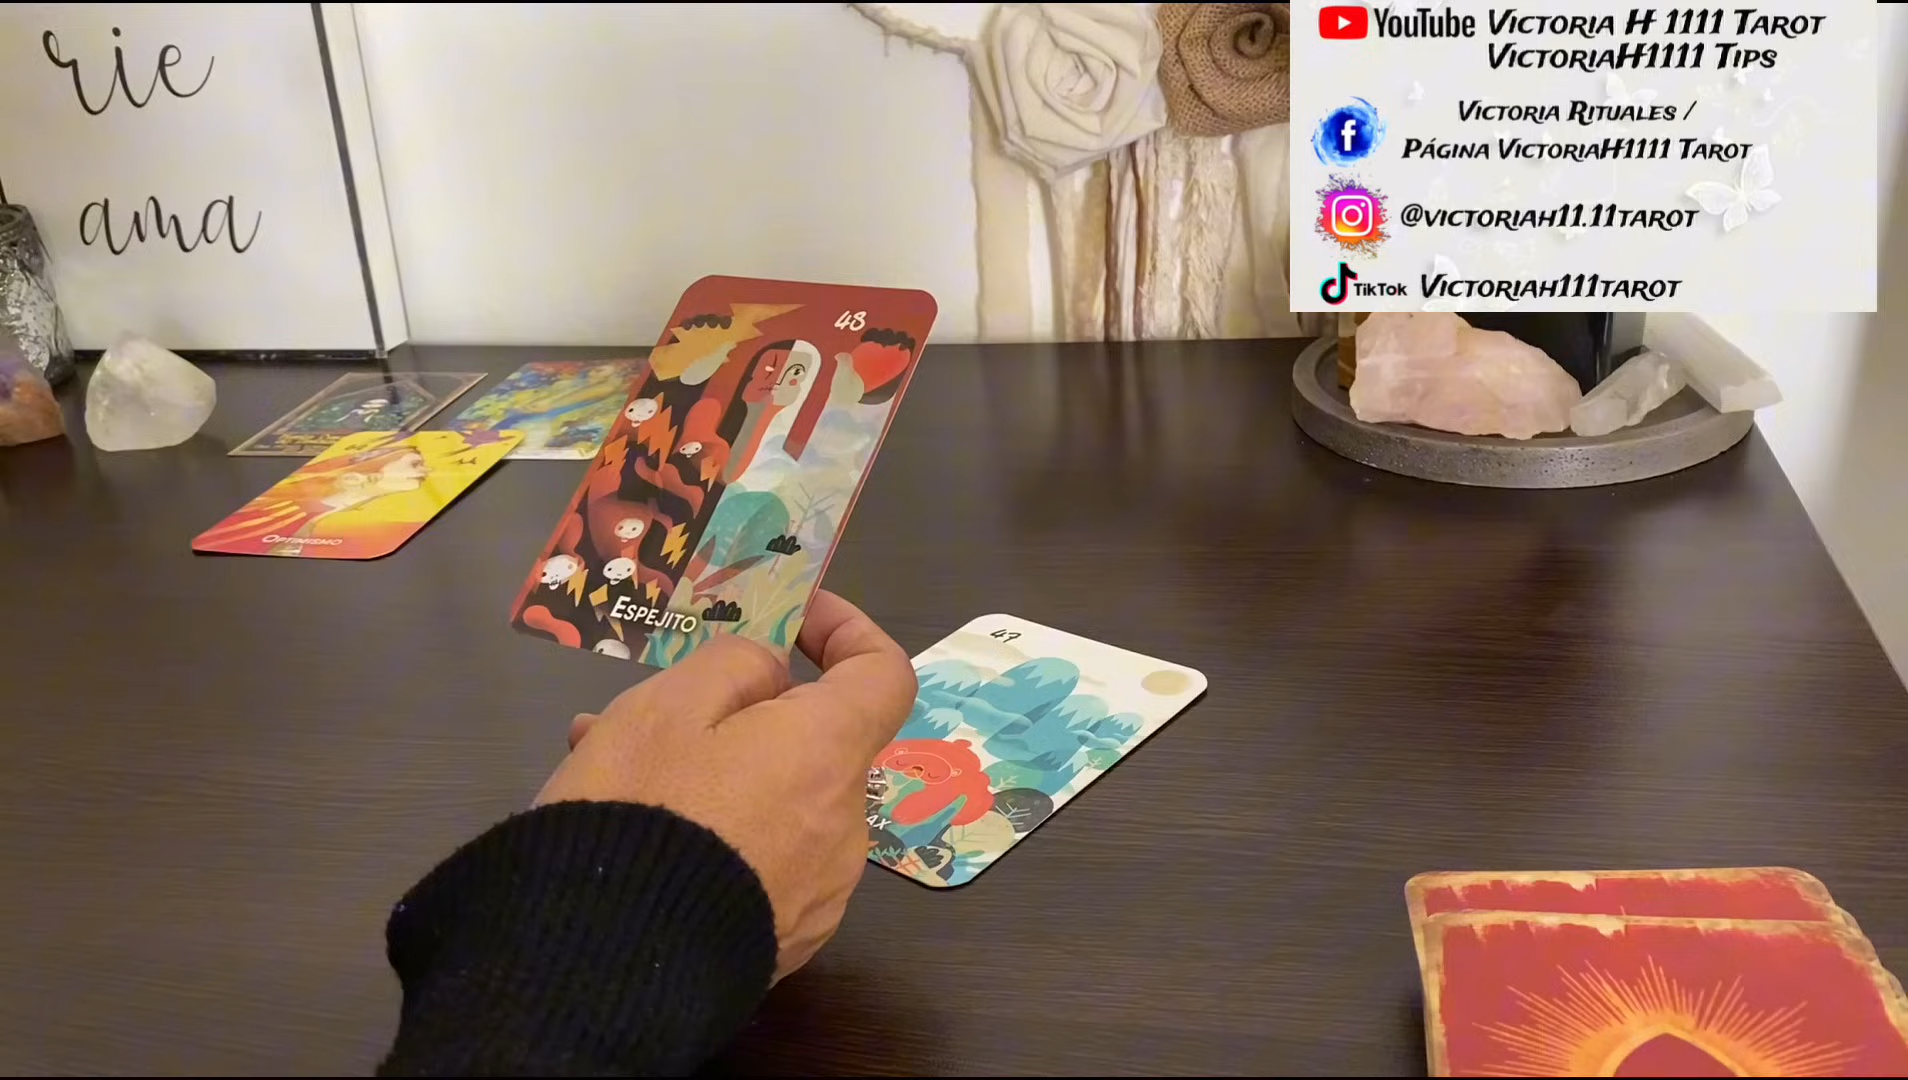 rie
ama
YouTube Victoria H 1111 Tarot
VictoriaH1111 Tips
Victoria Rituales /
Página VictoriaH1111 Tarot
@victoriah11.11tarot
TikTok Victoriah111tarot
48
Espejito
Optimismo
47